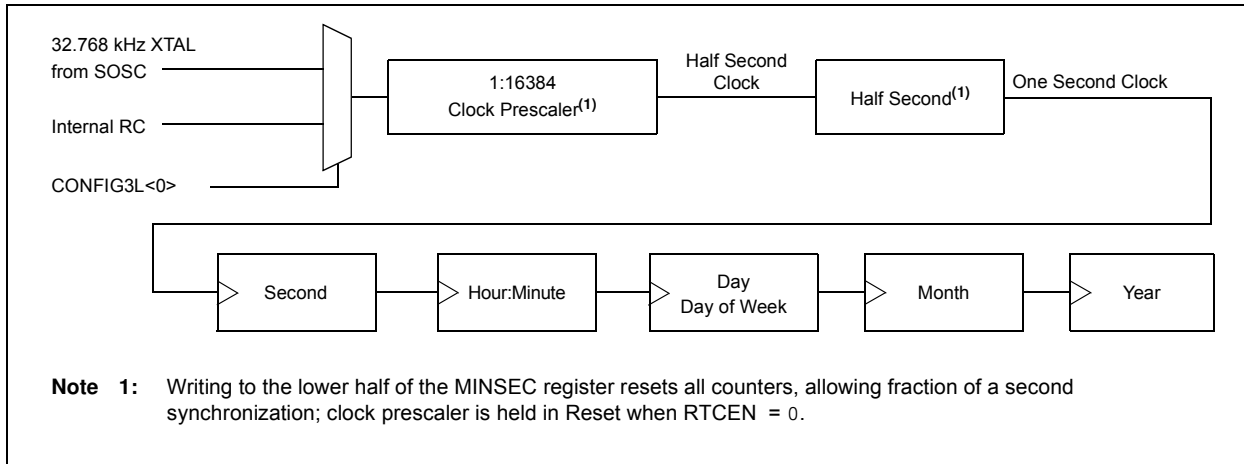 32.768 kHz XTAL
from SOSC
Internal RC
CONFIG3L<0>
1:16384
Clock Prescaler(1)
Half Second
Clock
Half Second(1)
One Second Clock
Second
Hour:Minute
Day
Day of Week
Month
Year
Note 1: Writing to the lower half of the MINSEC register resets all counters, allowing fraction of a second
synchronization; clock prescaler is held in Reset when RTCEN = 0.